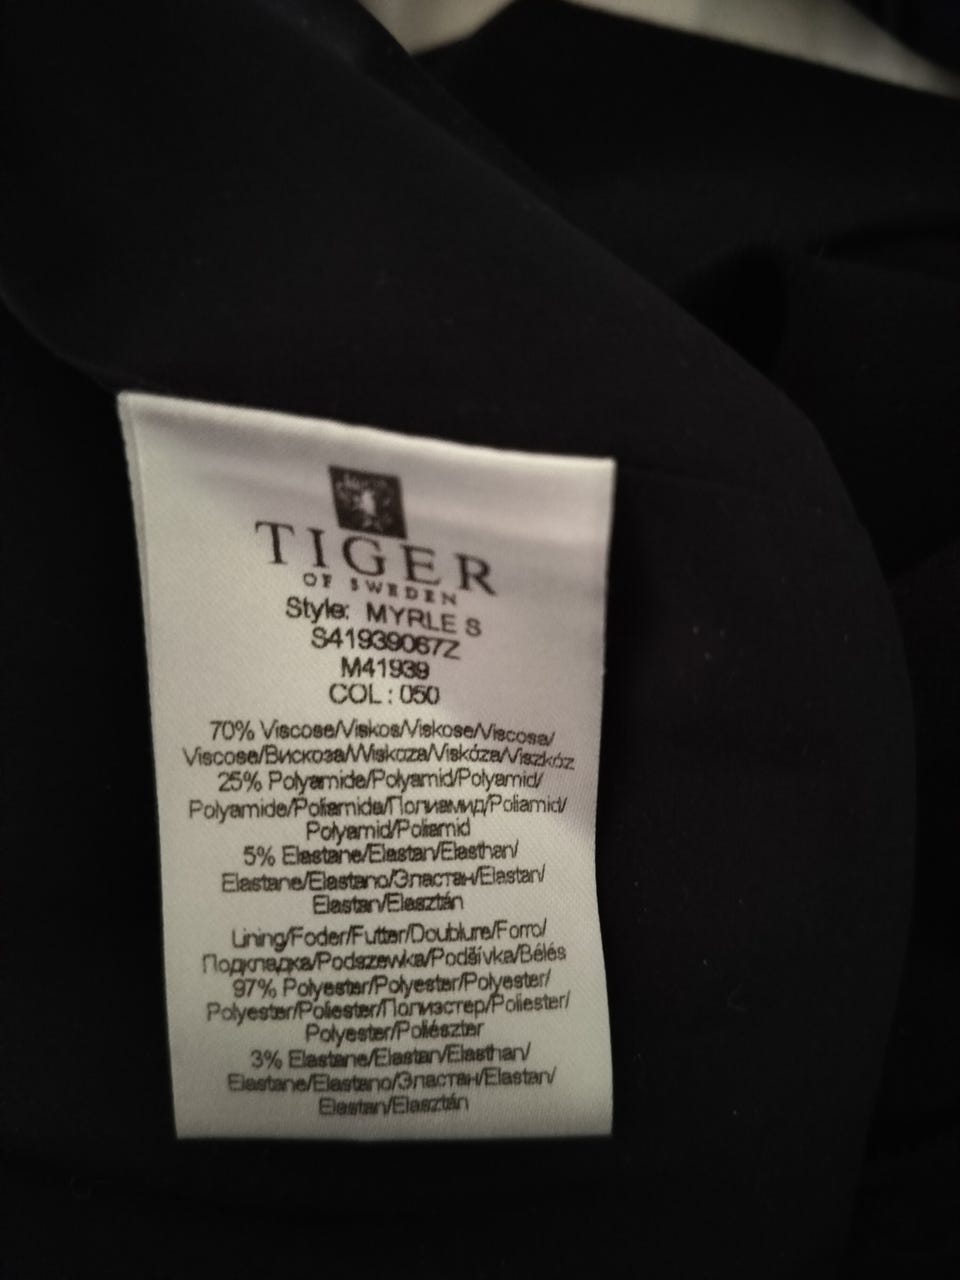 TIGER
OF SWEDEN
Style: MYRLE S
S41939067Z
M41939
COL : 050
70% Viscose/Viskos/Viskose/Viscosa/
Viscose/Вискоза/Wiskoza/Viskóza/Viszkóz
25% Polyamide/Polyamid/Polyamid/
Polyamide/Poliamida/Полиамид/Poliamid/
Polyamid/Poliamid
5% Elastane/Elastan/Elasthan/
Elastane/Elastano/Эластан/Elastan/
Elastan/Elasztán
Lining/Foder/Futter/Doublure/Forro/
Подкладка/Podszewka/Podšívka/Bélés
97% Polyester/Polyester/Polyester/
Polyester/Poliester/Полиэстер/Poliester/
Polyester/Poliészter
3% Elastane/Elastan/Elasthan/
Elastane/Elastano/Эластан/Elastan/
Elastan/Elasztán